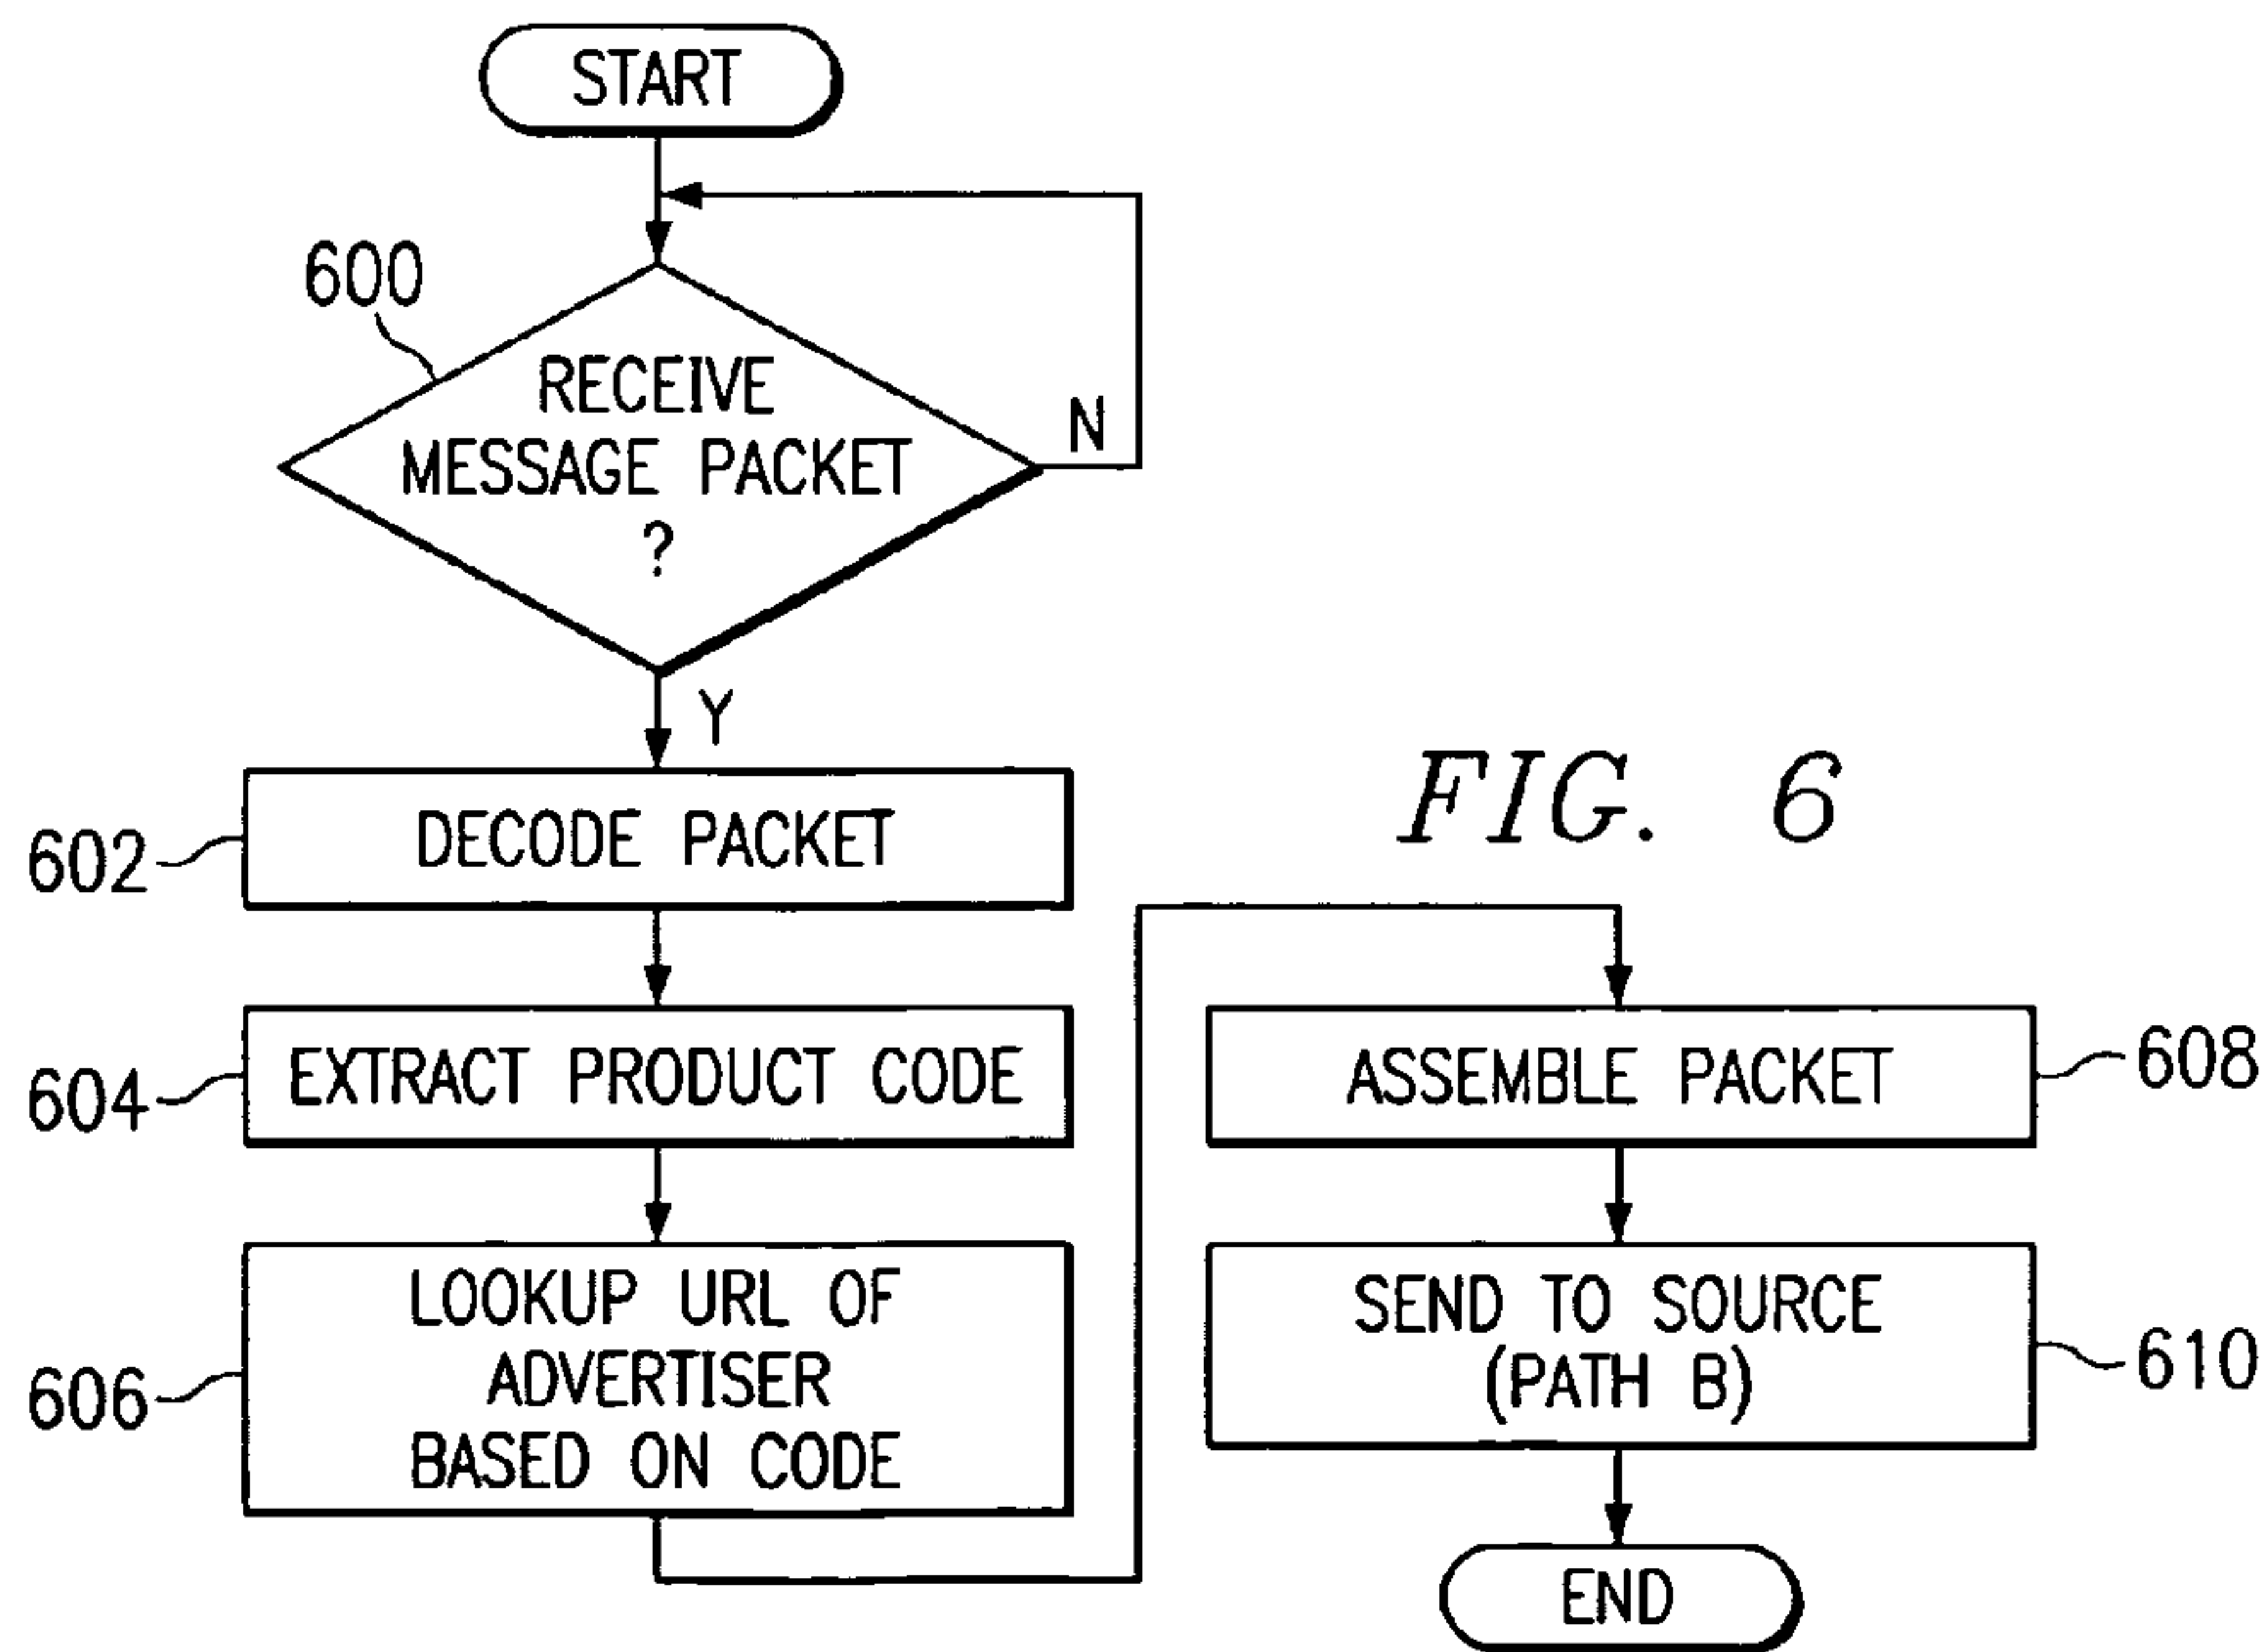 START
600
RECEIVE
MESSAGE PACKET
?
N
Y
602
DECODE PACKET
604
EXTRACT PRODUCT CODE
606
LOOKUP URL OF
ADVERTISER
BASED ON CODE
FIG. 6
ASSEMBLE PACKET
608
SEND TO SOURCE
(PATH B)
610
END